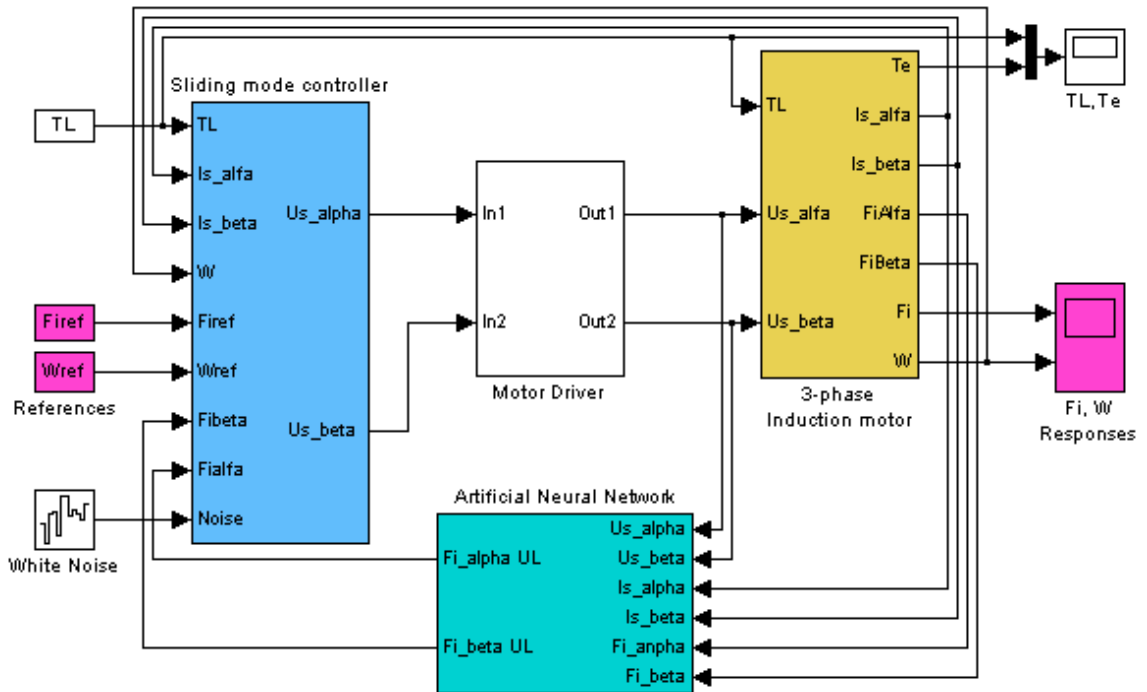 Sliding mode controller
TL
TL
Is_alfa
Is_beta
W
Firef
Firef
Wref
Wref
References
Fibeta
Fialfa
Noise
White Noise
Us_alpha
Us_beta
In1
In2
Out1
Out2
Motor Driver
TL
Us_alfa
Us_beta
Te
Is_alfa
Is_beta
FiAlfa
FiBeta
Fi
W
3-phase
Induction motor
TL,Te
Fi, W
Responses
Artificial Neural Network
Fi_alpha UL
Fi_beta UL
Us_alpha
Us_beta
Is_alpha
Is_beta
Fi_anpha
Fi_beta